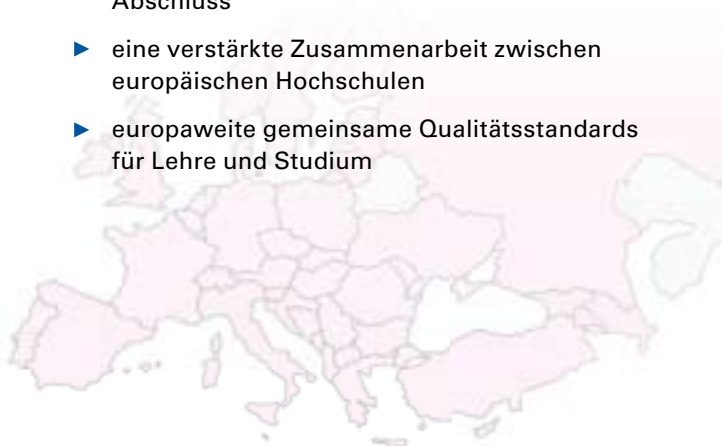 Abschluss
▶ eine verstärkte Zusammenarbeit zwischen
europäischen Hochschulen
▶ europaweite gemeinsame Qualitätsstandards
für Lehre und Studium